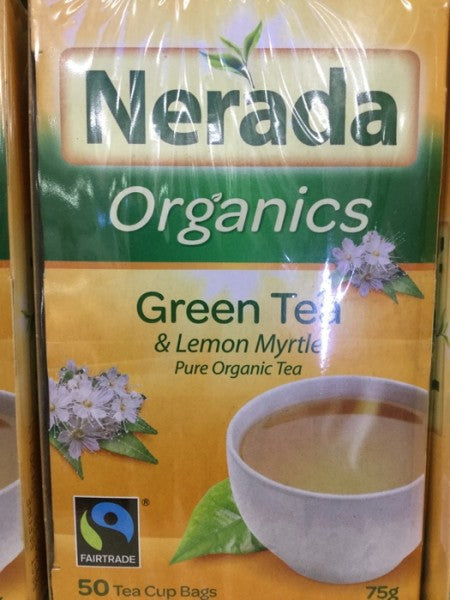 Nerada
Organics
Green Tea
& Lemon Myrtle
Pure Organic Tea
FAIRTRADE
®
50 Tea Cup Bags
75g